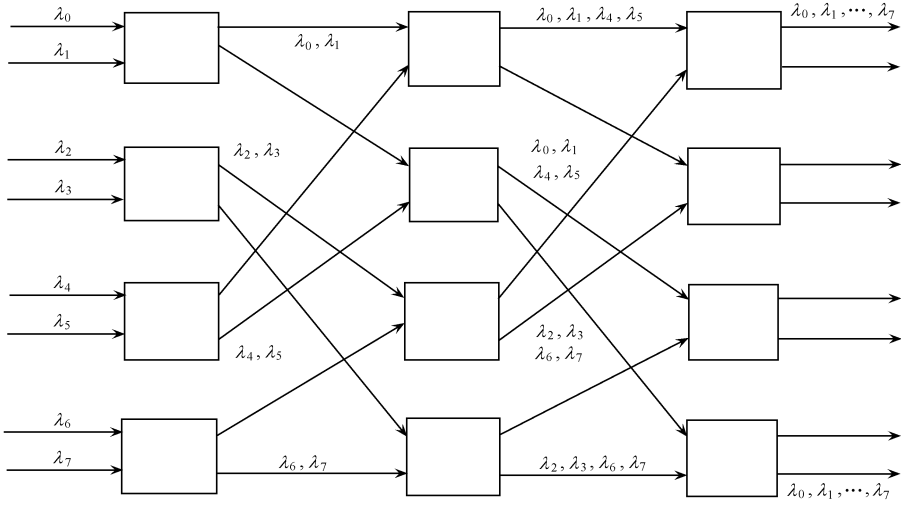 λ₀
λ₁
λ₀ , λ₁
λ₀ , λ₁ , λ₄ , λ₅
λ₀ , λ₁ , ··· , λ₇
λ₂
λ₃
λ₂ , λ₃
λ₀ , λ₁
λ₄ , λ₅
λ₄
λ₅
λ₄ , λ₅
λ₂ , λ₃
λ₆ , λ₇
λ₆
λ₇
λ₆ , λ₇
λ₂ , λ₃ , λ₆ , λ₇
λ₀ , λ₁ , ··· , λ₇